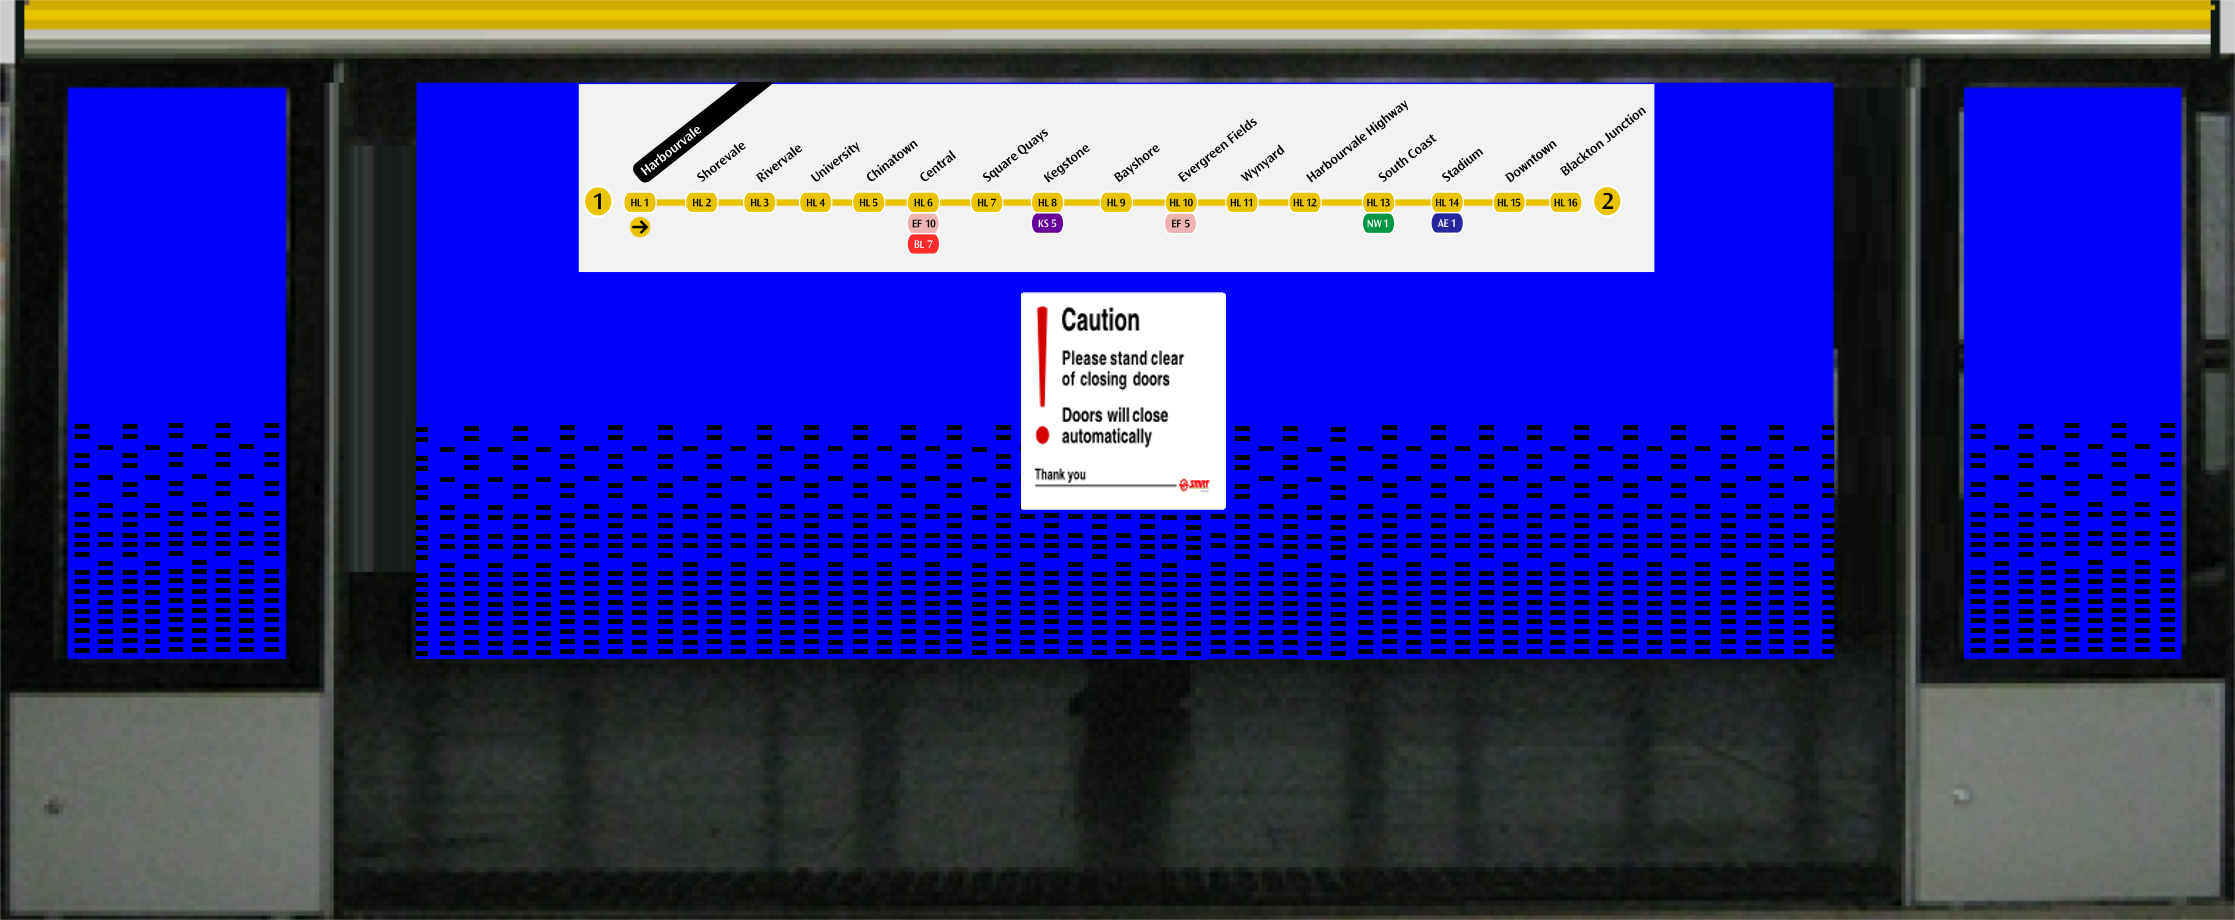 Harbourvale
Shorevale
Rivervale
University
Chinatown
Central
Square Quays
Kegstone
Bayshore
Evergreen Fields
Wynyard
Harbourvale Highway
South Coast
Stadium
Downtown
Blackton Junction
1
HL 1
HL 2
HL 3
HL 4
HL 5
HL 6
HL 7
HL 8
HL 9
HL 10
HL 11
HL 12
HL 13
HL 14
HL 15
HL 16
2
EF 10
KS 5
EF 5
NW 1
AE 1
BL 7
Caution
Please stand clear
of closing doors
Doors will close
automatically
Thank you
SMRT